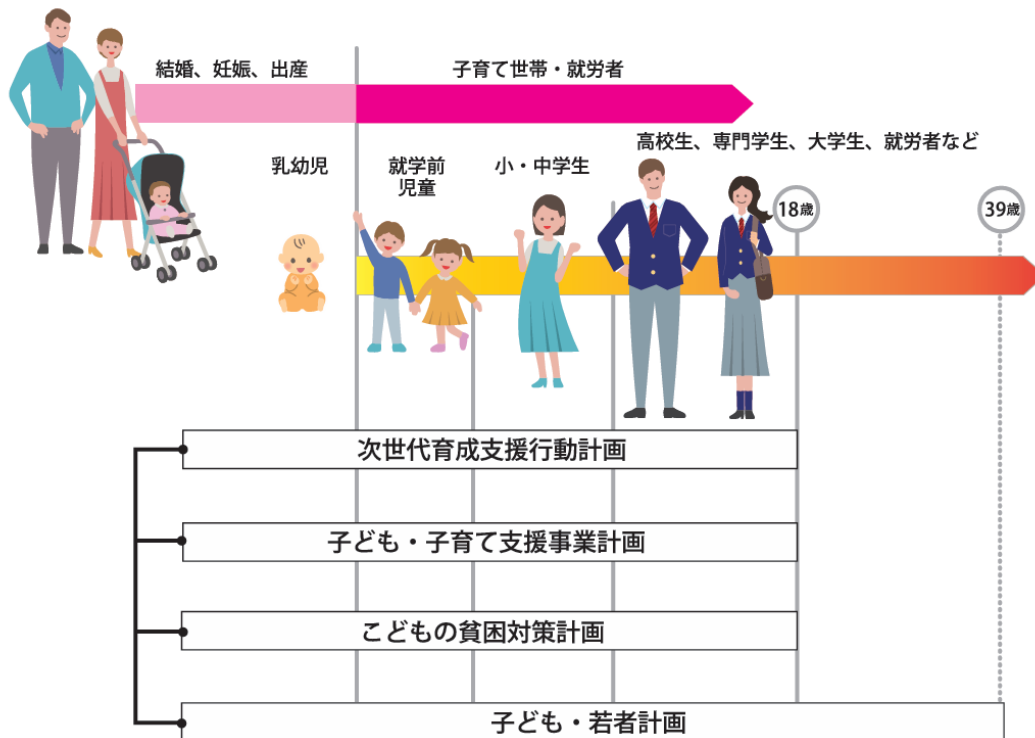 結婚、妊娠、出産
子育て世帯・就労者
高校生、専門学生、大学生、就労者など
乳幼児
就学前
児童
小・中学生
18歳
39歳
次世代育成支援行動計画
子ども・子育て支援事業計画
こどもの貧困対策計画
子ども・若者計画